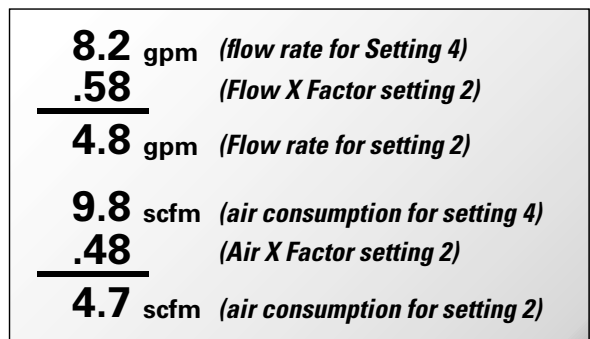 8.2 gpm (flow rate for Setting 4)
.58 (Flow X Factor setting 2)
4.8 gpm (Flow rate for setting 2)
9.8 scfm (air consumption for setting 4)
.48 (Air X Factor setting 2)
4.7 scfm (air consumption for setting 2)